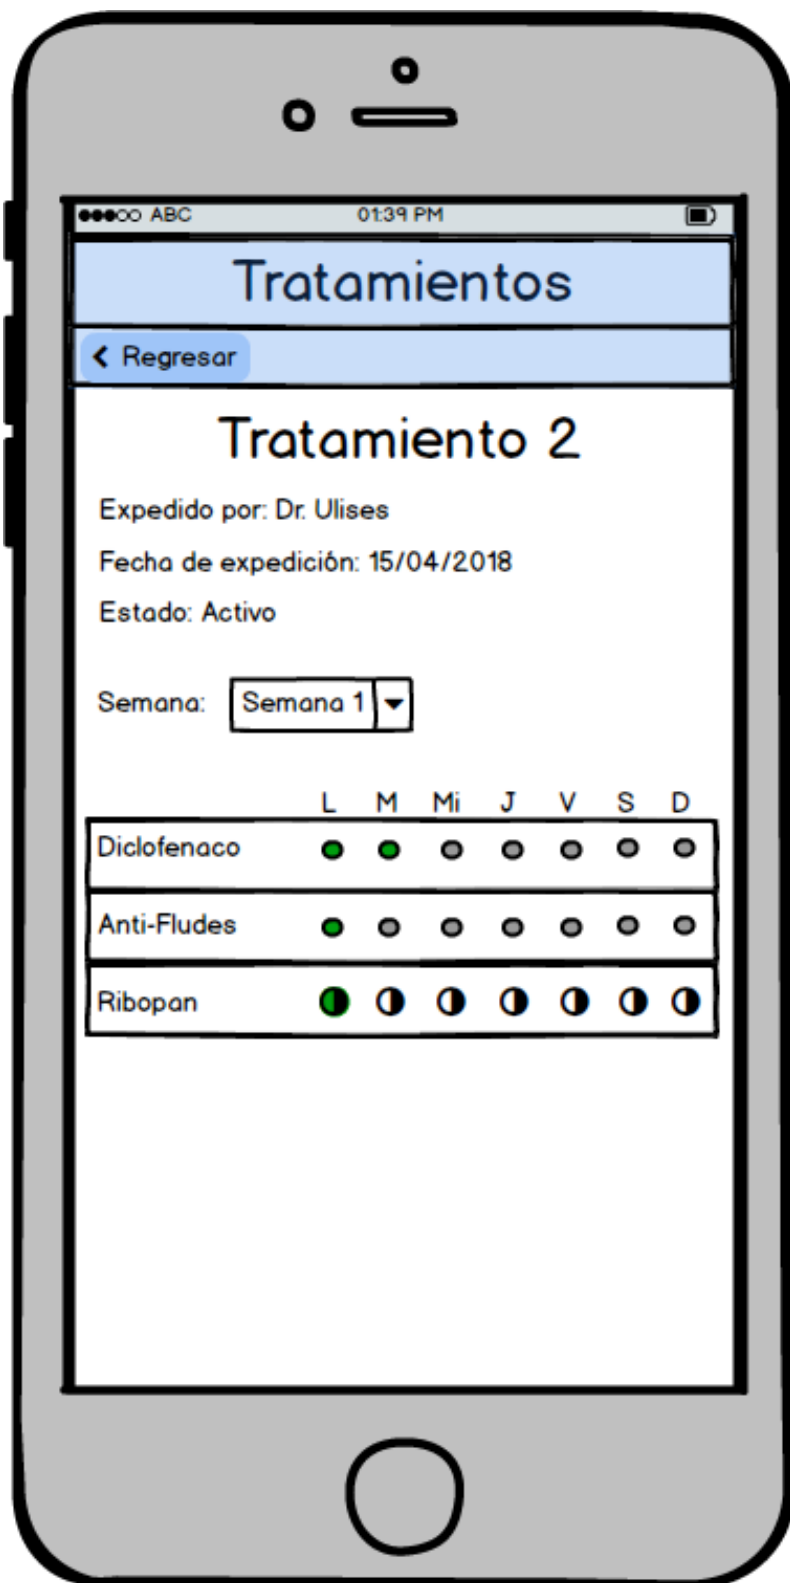 ABC 01:39 PM
Tratamientos
Regresar
Tratamiento 2
Expedido por: Dr. Ulises
Fecha de expedición: 15/04/2018
Estado: Activo
Semana: Semana 1
L M Mi J V S D
Diclofenaco
Anti-Fludes
Ribopan